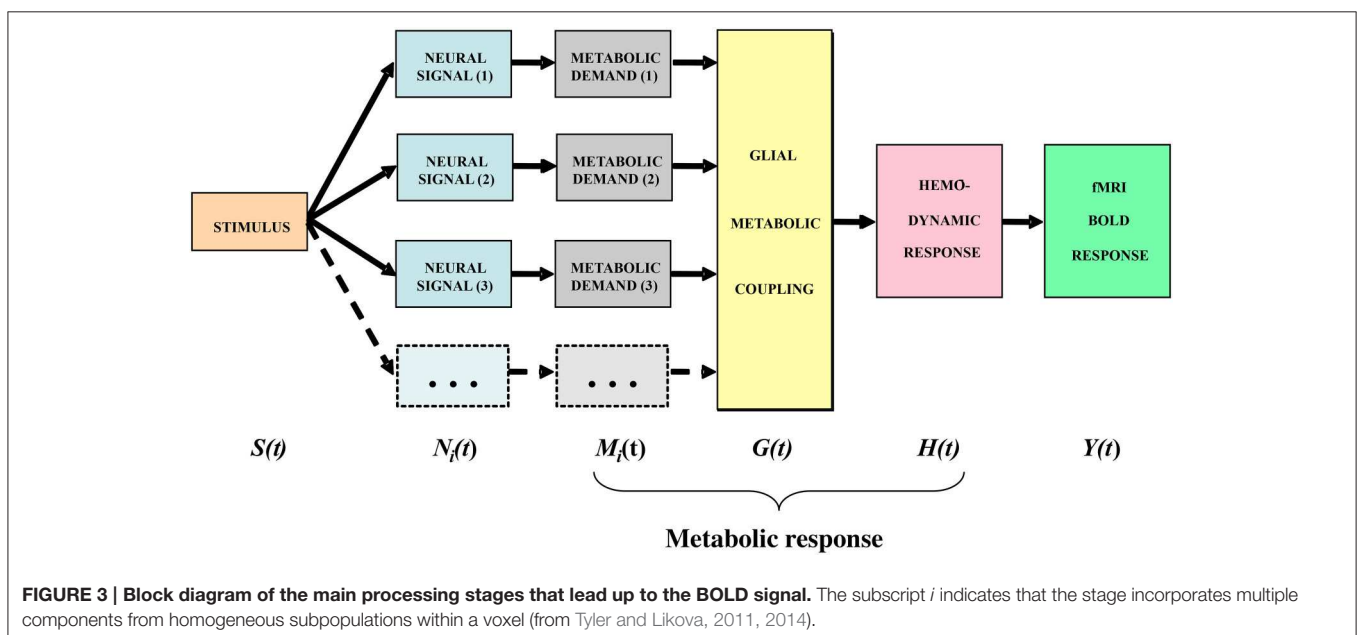 NEURAL
SIGNAL (1)
METABOLIC
DEMAND (1)
NEURAL
SIGNAL (2)
METABOLIC
DEMAND (2)
STIMULUS
NEURAL
SIGNAL (3)
METABOLIC
DEMAND (3)
. . .
. . .
GLIAL
METABOLIC
COUPLING
HEMO-
DYNAMIC
RESPONSE
fMRI
BOLD
RESPONSE
S(t)
Nᵢ(t)
Mᵢ(t)
G(t)
H(t)
Y(t)
Metabolic response
FIGURE 3 | Block diagram of the main processing stages that lead up to the BOLD signal. The subscript i indicates that the stage incorporates multiple
components from homogeneous subpopulations within a voxel (from Tyler and Likova, 2011, 2014).